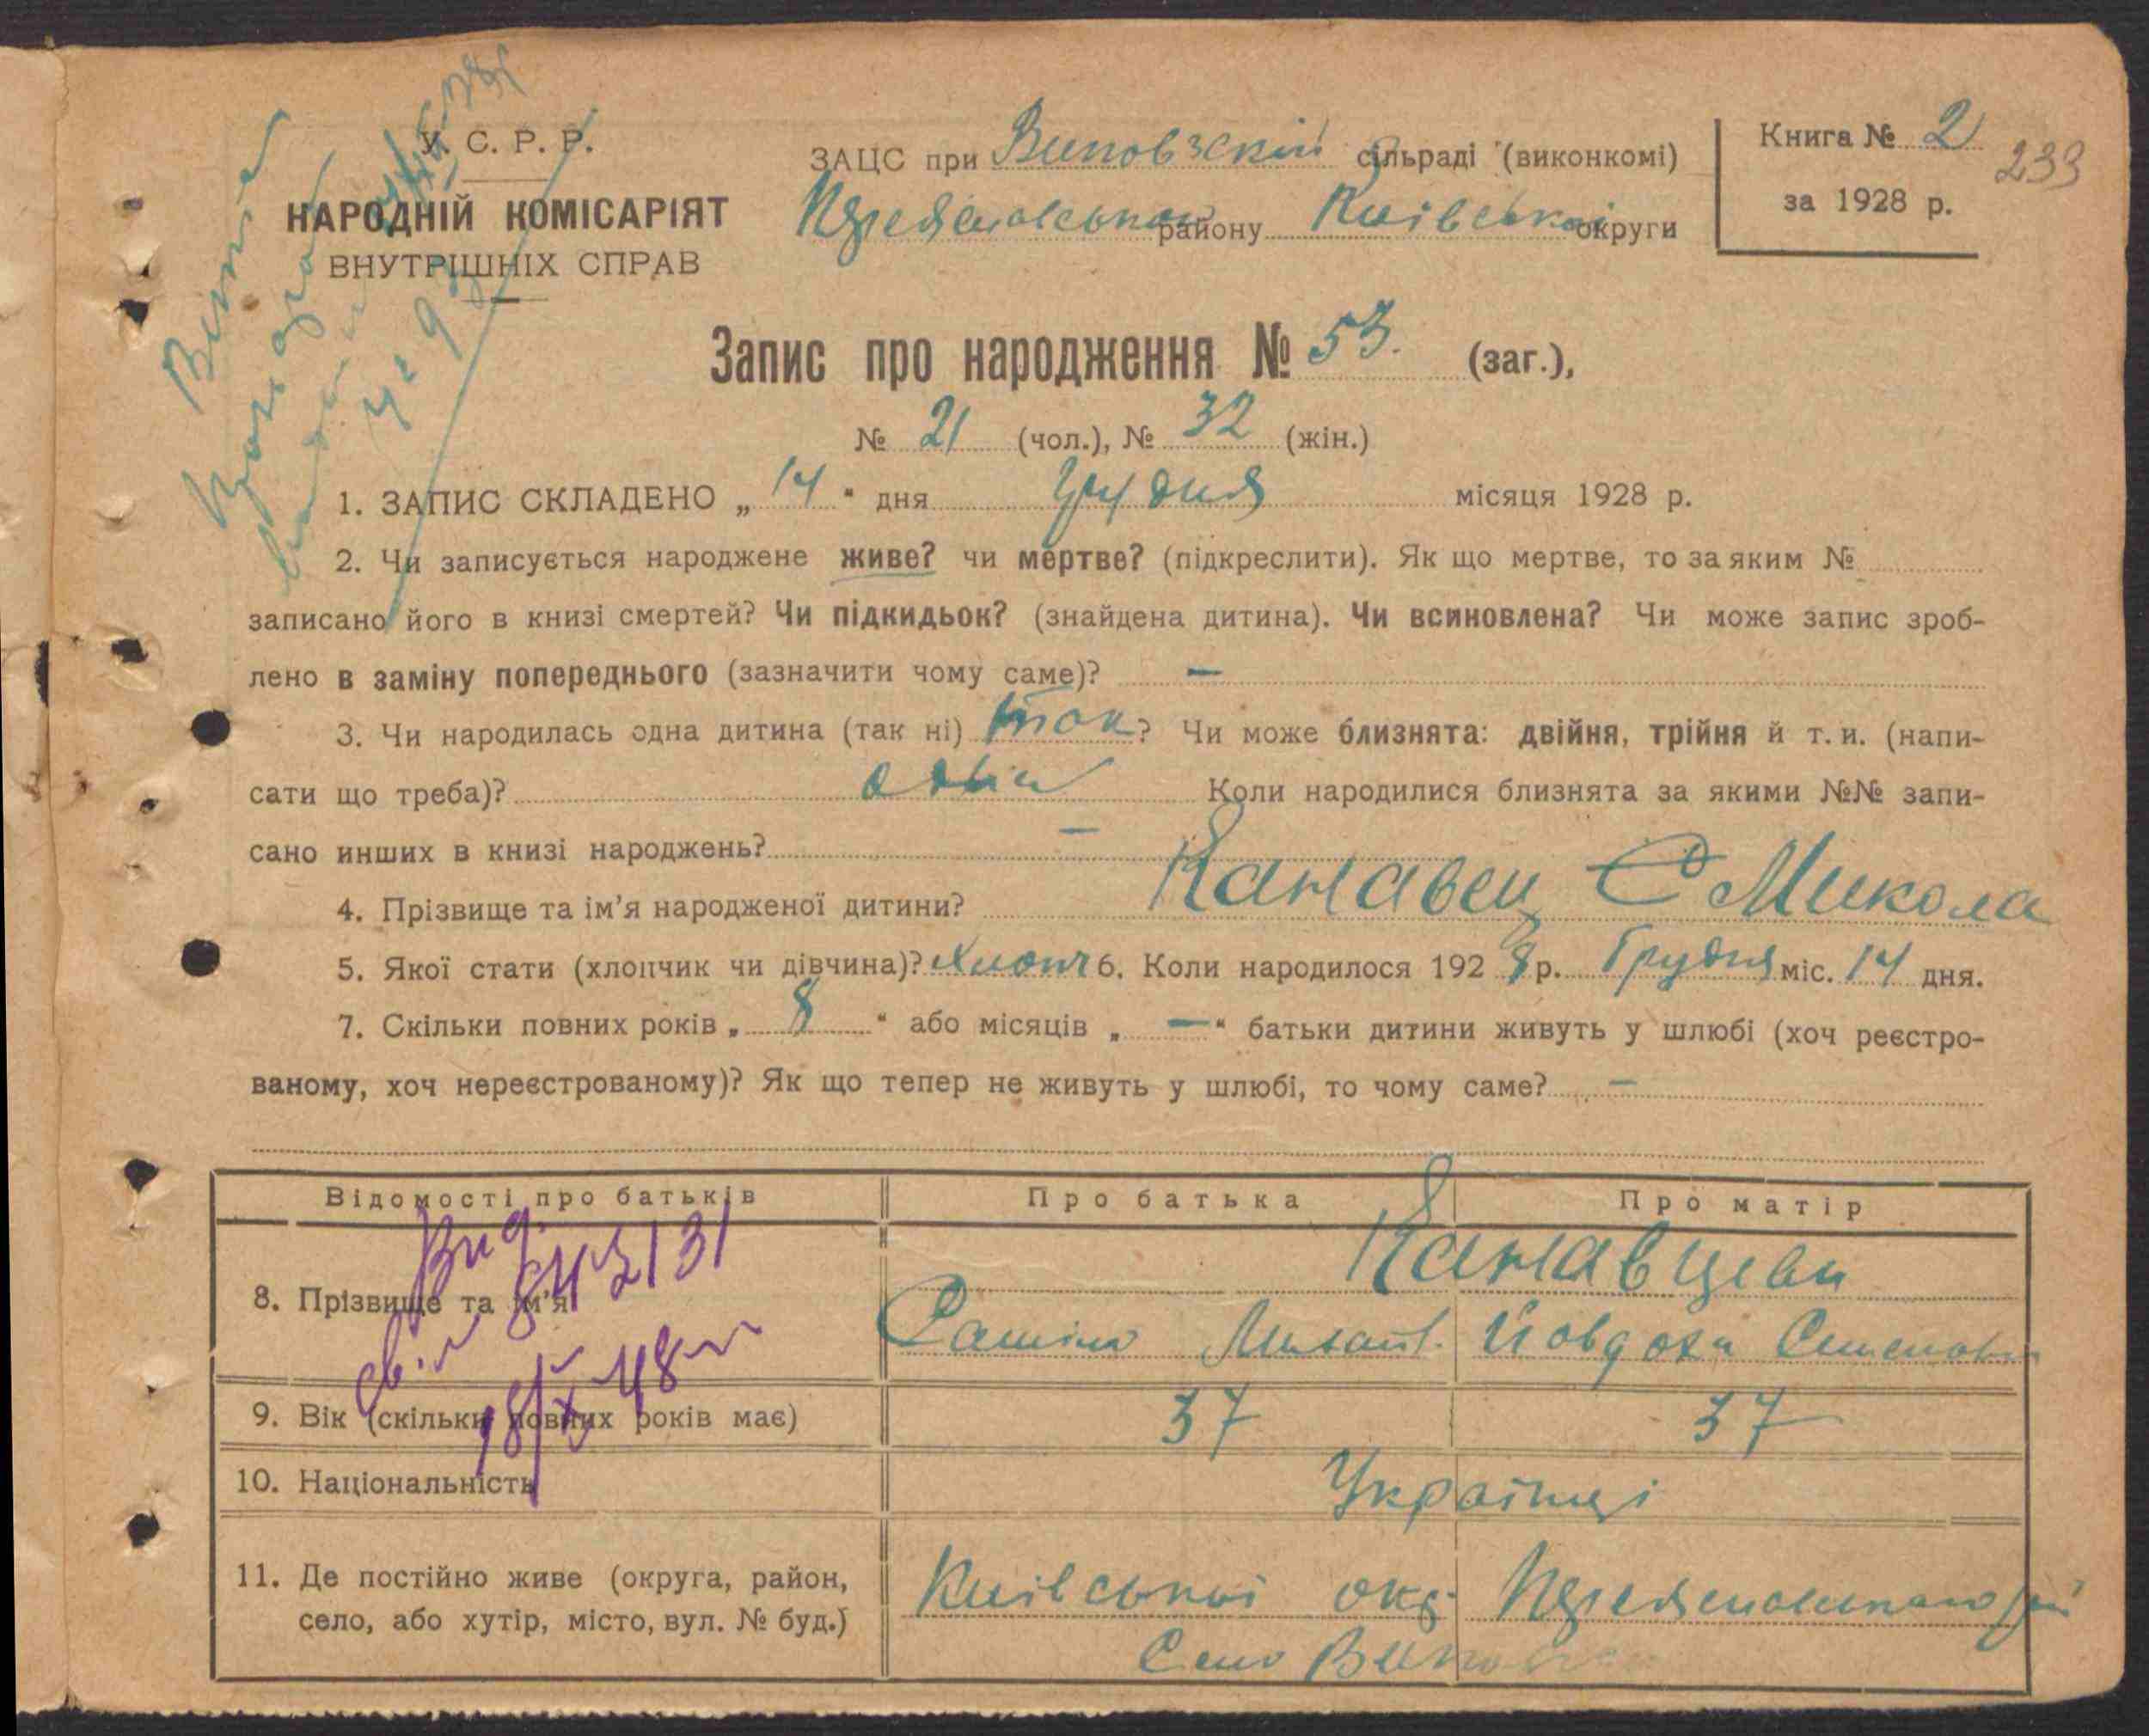 У. С. Р. Р.
НАРОДНІЙ КОМІСАРІЯТ
ВНУТРІШНІХ СПРАВ
ЗАЦС при сільраді (виконкомі)
району Київської округи
Книга № 2
за 1928 р.
233
Запис про народження № 53. (заг.),
№ 21 (чол.), № 32 (жін.)
1. ЗАПИС СКЛАДЕНО „14“ дня грудня місяця 1928 р.
2. Чи записується народжене живе? чи мертве? (підкреслити). Як що мертве, то за яким №
записано його в книзі смертей? Чи підкидьок? (знайдена дитина). Чи всиновлена? Чи може запис зроб-
лено в заміну попереднього (зазначити чому саме)? —
3. Чи народилась одна дитина (так ні) так? Чи може близнята: двійня, трійня й т. и. (напи-
сати що треба)? Коли народилися близнята за якими №№ запи-
сано инших в книзі народжень? —
4. Прізвище та ім’я народженої дитини? Канавец Микола
5. Якої стати (хлопчик чи дівчина)? хлопч 6. Коли народилося 1928 р. Грудня міс. 14 дня.
7. Скільки повних років „8“ або місяців „—“ батьки дитини живуть у шлюбі (хоч реєстро-
ваному, хоч нереєстрованому)? Як що тепер не живуть у шлюбі, то чому саме? —
Відомості про батьків Про батька Про матір
8. Прізвище та ім’я Канавцеви
Йовдоха
9. Вік (скільки повних років має) 37 37
10. Національність Українці
11. Де постійно живе (округа, район,
село, або хутір, місто, вул. № буд.)
Київської окр.
Село